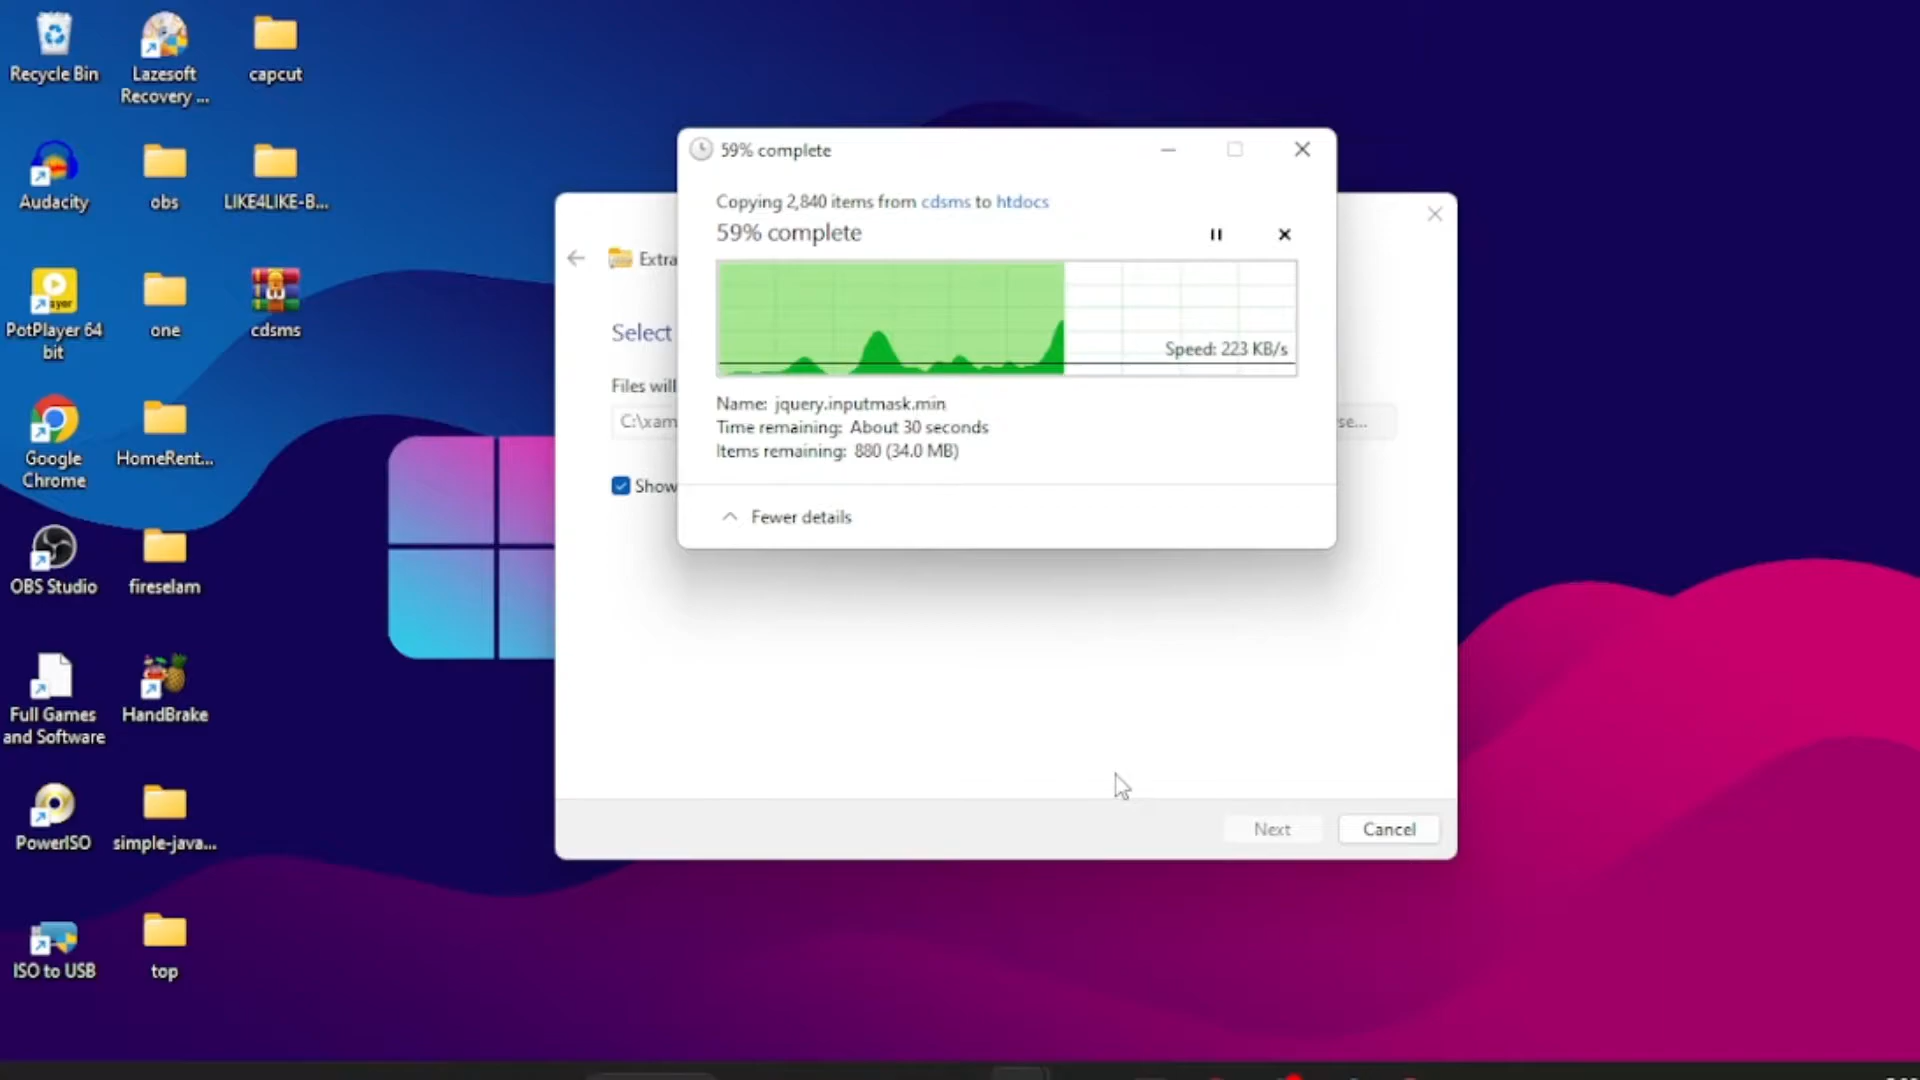 Recycle Bin
Lazesoft
Recovery ...
capcut
Audacity
obs
LIKE4LIKE-B...
PotPlayer 64
bit
one
cdsms
Google
Chrome
HomeRent...
OBS Studio
fireselam
Full Games
and Software
HandBrake
PowerISO
simple-java...
ISO to USB
top
59% complete
Copying 2,840 items from cdsms to htdocs
59% complete
Speed: 223 KB/s
Name: jquery.inputmask.min
Time remaining: About 30 seconds
Items remaining: 880 (34.0 MB)
Fewer details
Extra
Select
Files will
C:\xam
se...
Show
Next
Cancel